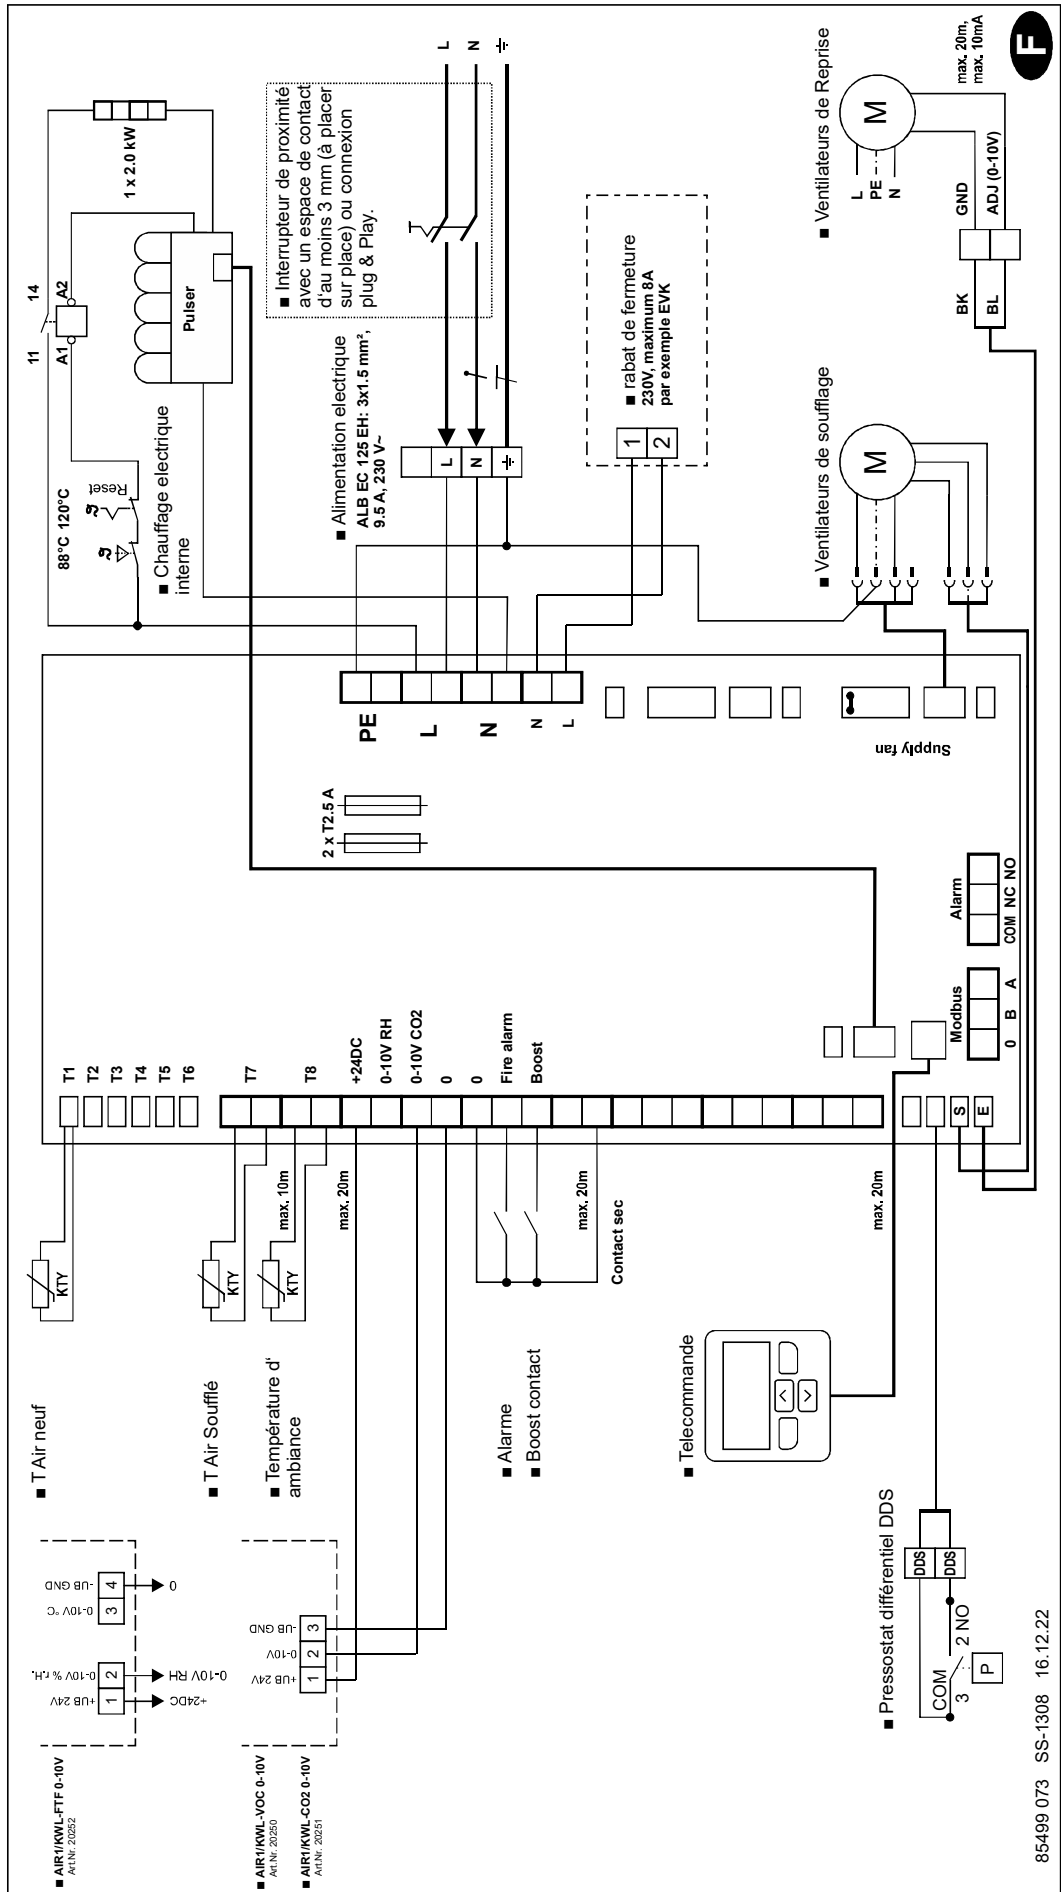 F
■ AIR1/KWL-FTF 0-10V
Art.Nr. 20252
+UB 24V
0-10V % r.H.
0-10V °C
-UB GND
1
2
3
4
+24DC
0-10V RH
0
■ AIR1/KWL-VOC 0-10V
Art.Nr. 20250
■ AIR1/KWL-CO2 0-10V
Art.Nr. 20251
+UB 24V
0-10V
-UB GND
1
2
3
■ T Air neuf
KTY
■ T Air Soufflé
KTY
■ Température d'
ambiance
KTY
max. 10m
max. 20m
■ Alarme
■ Boost contact
max. 20m
Contact sec
■ Telecommande
max. 20m
■ Pressostat différentiel DDS
DDS
DDS
COM
3
2 NO
P
T1
T2
T3
T4
T5
T6
T7
T8
+24DC
0-10V RH
0-10V CO2
0
0
Fire alarm
Boost
S
E
Modbus
0 B A
Alarm
COM NC NO
2 x T2.5 A
PE
L
N
N
L
Supply fan
■ Chauffage electrique
interne
88°C 120°C
Reset
11
14
A1
A2
Pulser
1 x 2.0 kW
■ Alimentation electrique
ALB EC 125 EH: 3x1.5 mm²,
9.5 A, 230 V~
L
N
■ Interrupteur de proximité
avec un espace de contact
d'au moins 3 mm (à placer
sur place) ou connexion
plug & Play.
L
N
■ rabat de fermeture
230V, maximum 8A
par exemple EVK
1
2
■ Ventilateurs de soufflage
M
■ Ventilateurs de Reprise
M
L
PE
N
BK
BL
GND
ADJ (0-10V)
max. 20m,
max. 10mA
85499 073 SS-1308 16.12.22